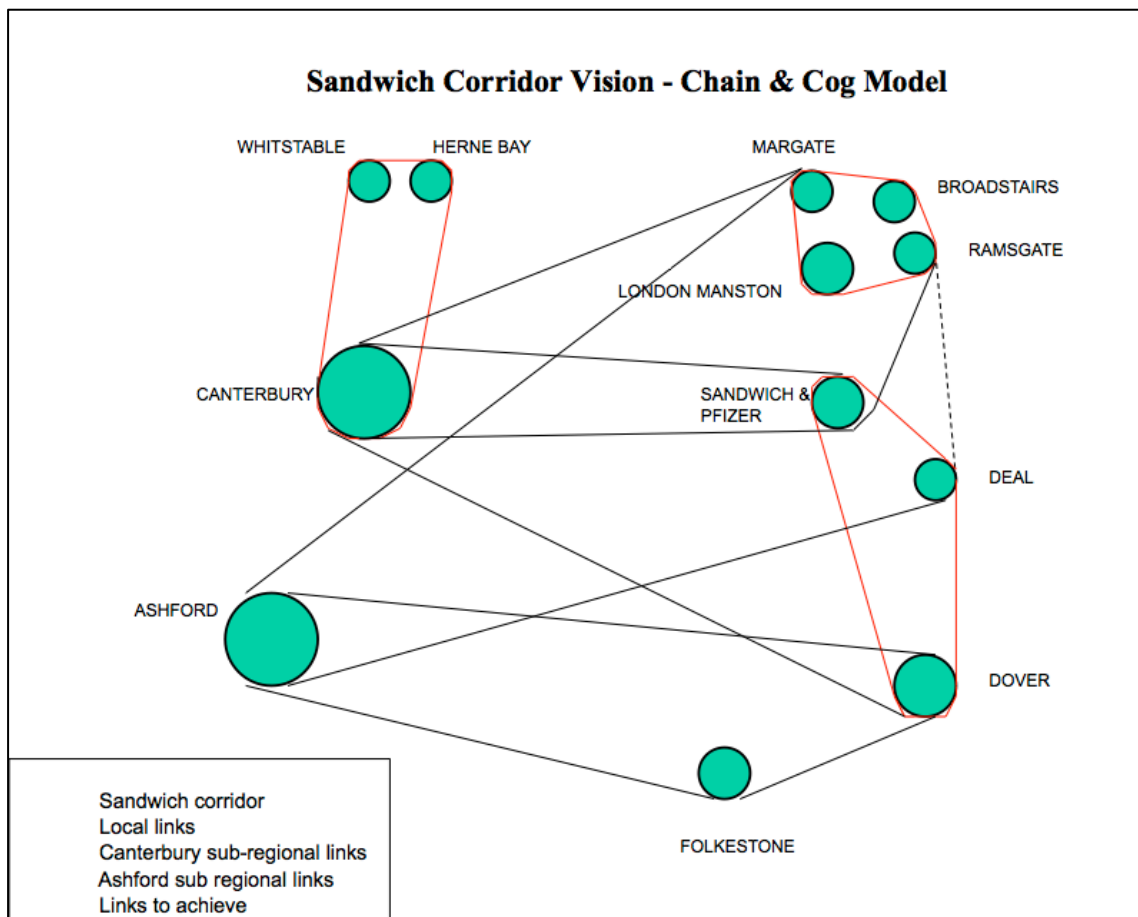 Sandwich Corridor Vision - Chain & Cog Model
WHITSTABLE
HERNE BAY
MARGATE
BROADSTAIRS
RAMSGATE
LONDON MANSTON
CANTERBURY
SANDWICH &
PFIZER
DEAL
ASHFORD
DOVER
FOLKESTONE
Sandwich corridor
Local links
Canterbury sub-regional links
Ashford sub regional links
Links to achieve